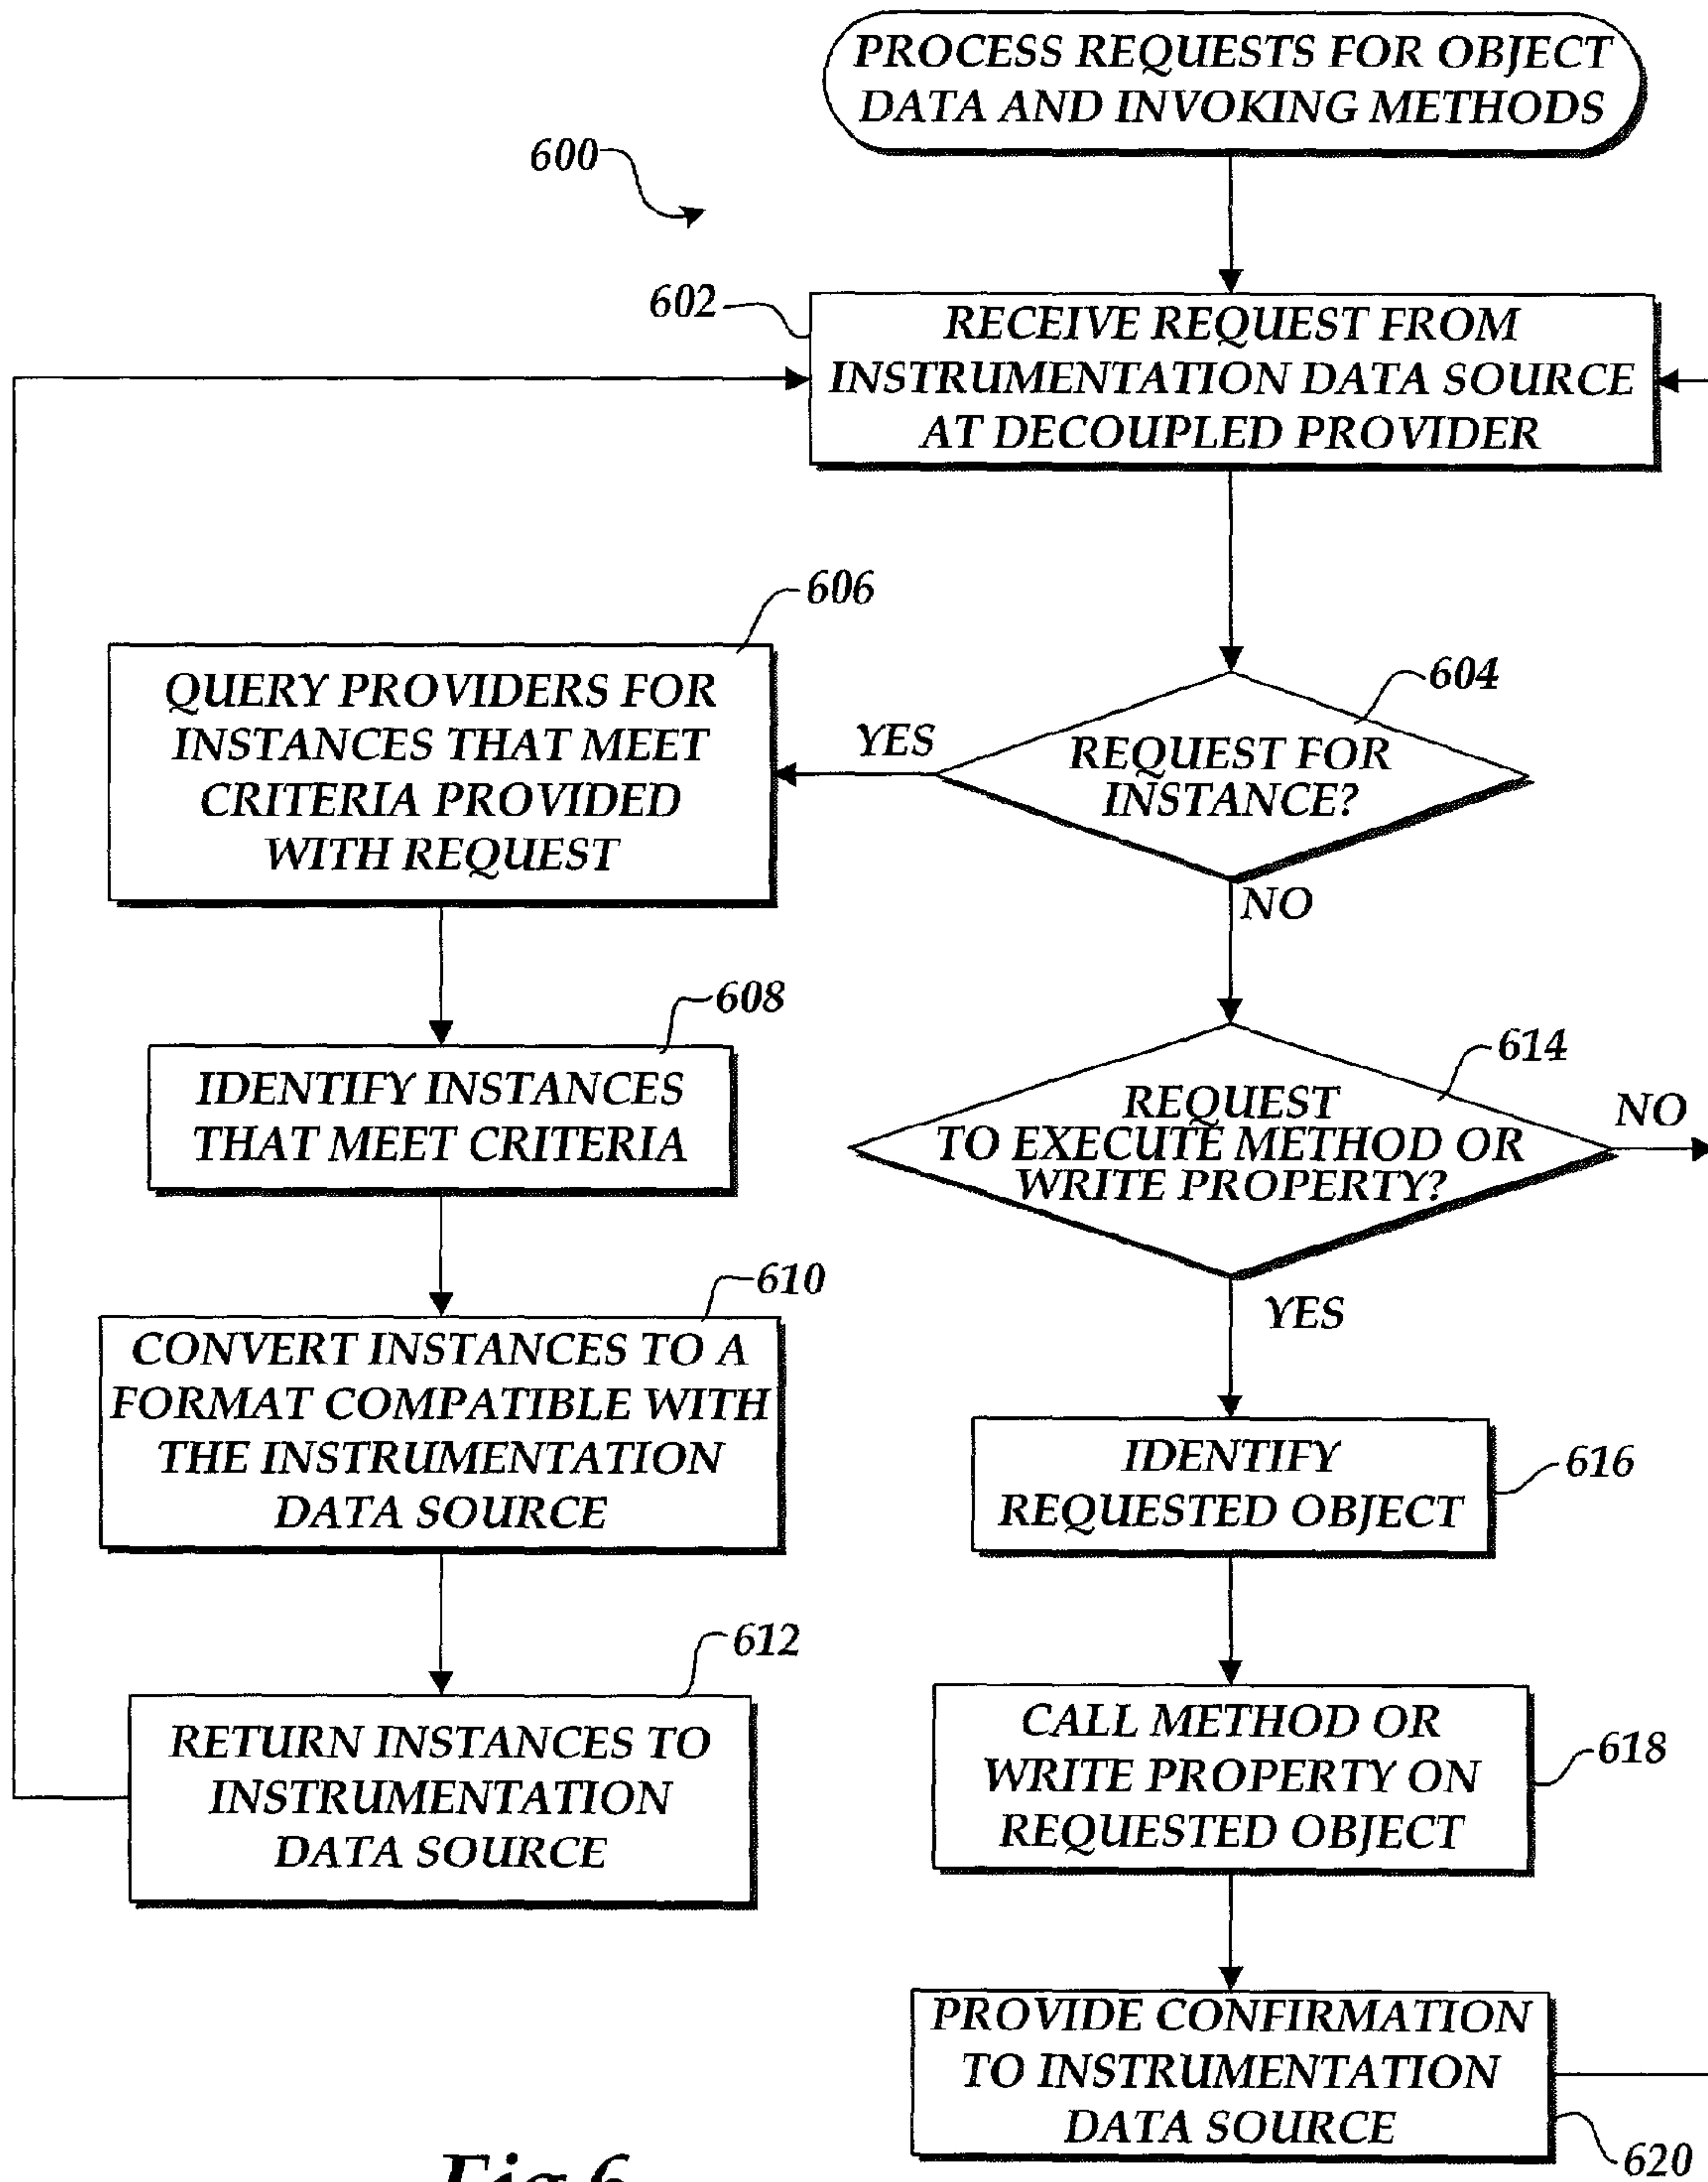 PROCESS REQUESTS FOR OBJECT
DATA AND INVOKING METHODS
600
602
RECEIVE REQUEST FROM
INSTRUMENTATION DATA SOURCE
AT DECOUPLED PROVIDER
606
QUERY PROVIDERS FOR
INSTANCES THAT MEET
CRITERIA PROVIDED
WITH REQUEST
YES
604
REQUEST FOR
INSTANCE?
NO
608
IDENTIFY INSTANCES
THAT MEET CRITERIA
614
REQUEST
TO EXECUTE METHOD OR
WRITE PROPERTY?
NO
YES
610
CONVERT INSTANCES TO A
FORMAT COMPATIBLE WITH
THE INSTRUMENTATION
DATA SOURCE
IDENTIFY
REQUESTED OBJECT
616
612
RETURN INSTANCES TO
INSTRUMENTATION
DATA SOURCE
CALL METHOD OR
WRITE PROPERTY ON
REQUESTED OBJECT
618
PROVIDE CONFIRMATION
TO INSTRUMENTATION
DATA SOURCE
620
Fig 6